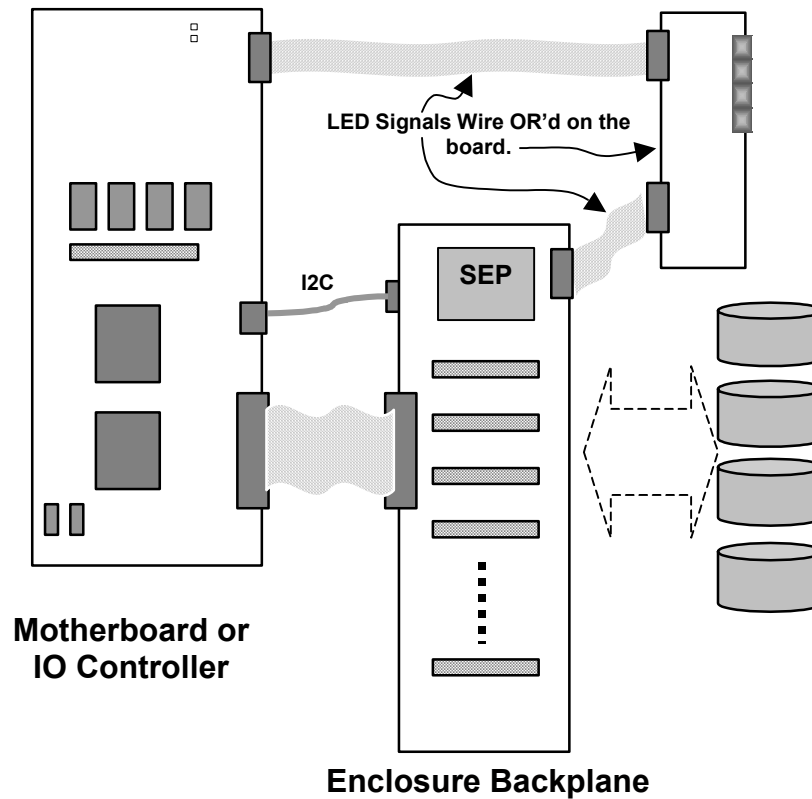 LED Signals Wire OR'd on the
board.
SEP
I2C
Motherboard or
IO Controller
Enclosure Backplane